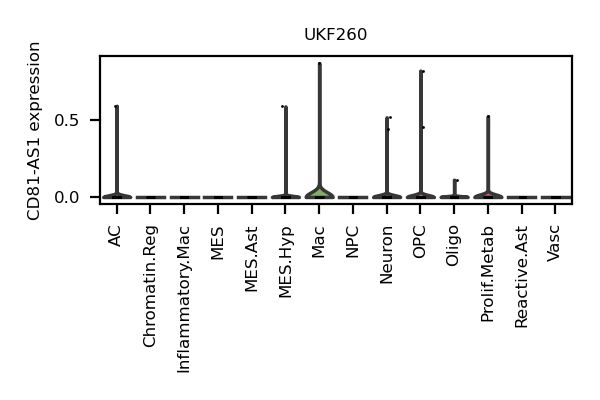 UKF260
CD81-AS1 expression
0.5
0.0
AC
Chromatin.Reg
Inflammatory.Mac
MES
MES.Ast
MES.Hyp
Mac
NPC
Neuron
OPC
Oligo
Prolif.Metab
Reactive.Ast
Vasc